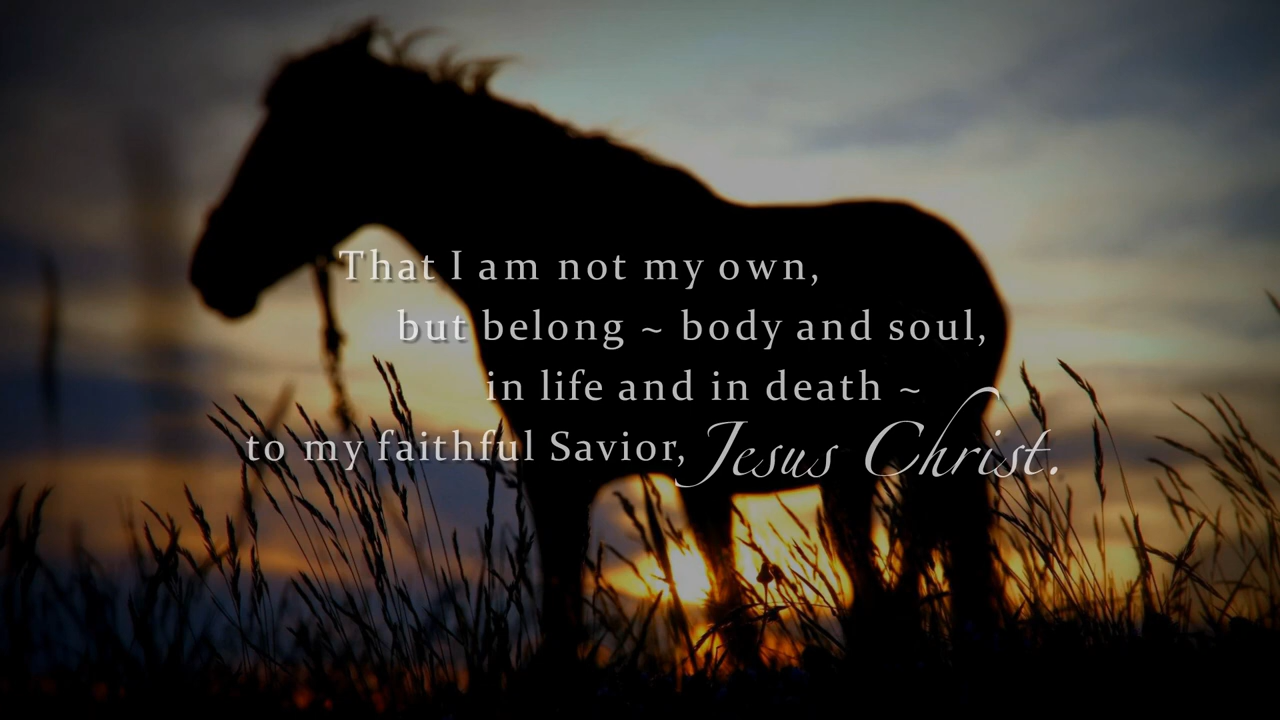 That I am not my own,
but belong ~ body and soul,
in life and in death ~
to my faithful Savior, Jesus Christ.